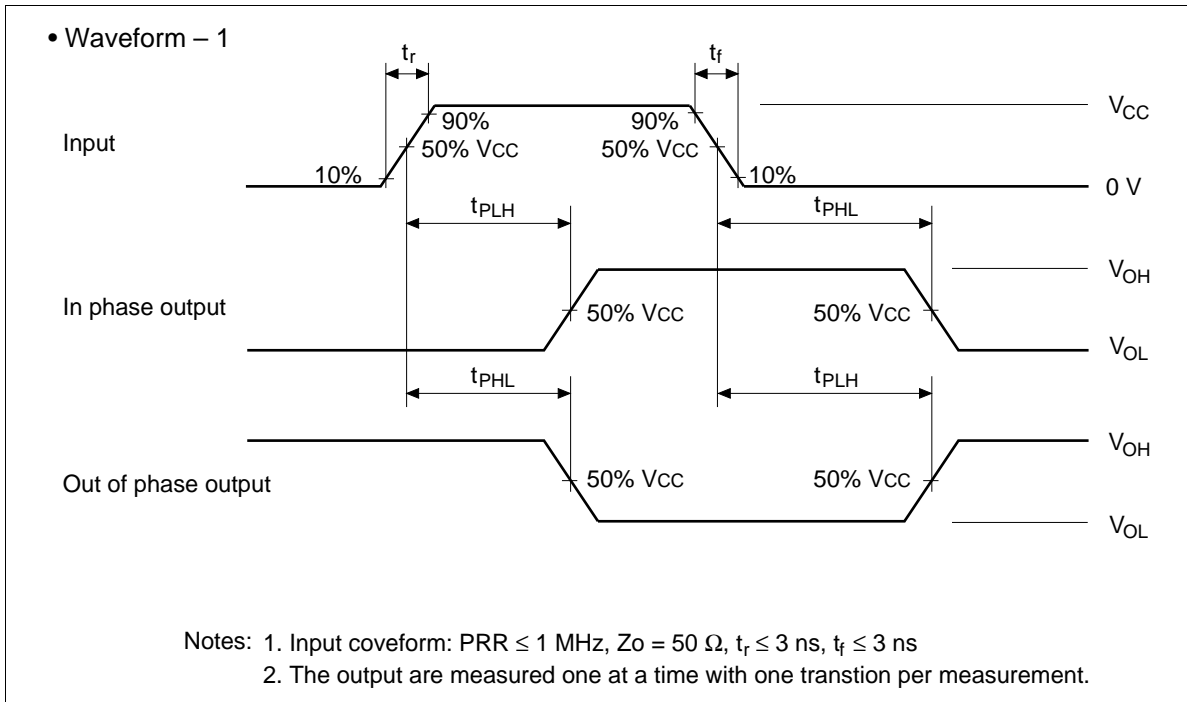 • Waveform – 1
tr tf
VCC
90% 90%
Input
50% VCC 50% VCC
10% 10%
0 V
tPLH tPHL
VOH
In phase output
50% VCC 50% VCC
VOL
tPHL tPLH
VOH
Out of phase output
50% VCC 50% VCC
VOL
Notes: 1. Input coveform: PRR ≤ 1 MHz, Zo = 50 Ω, tr ≤ 3 ns, tf ≤ 3 ns
2. The output are measured one at a time with one transtion per measurement.